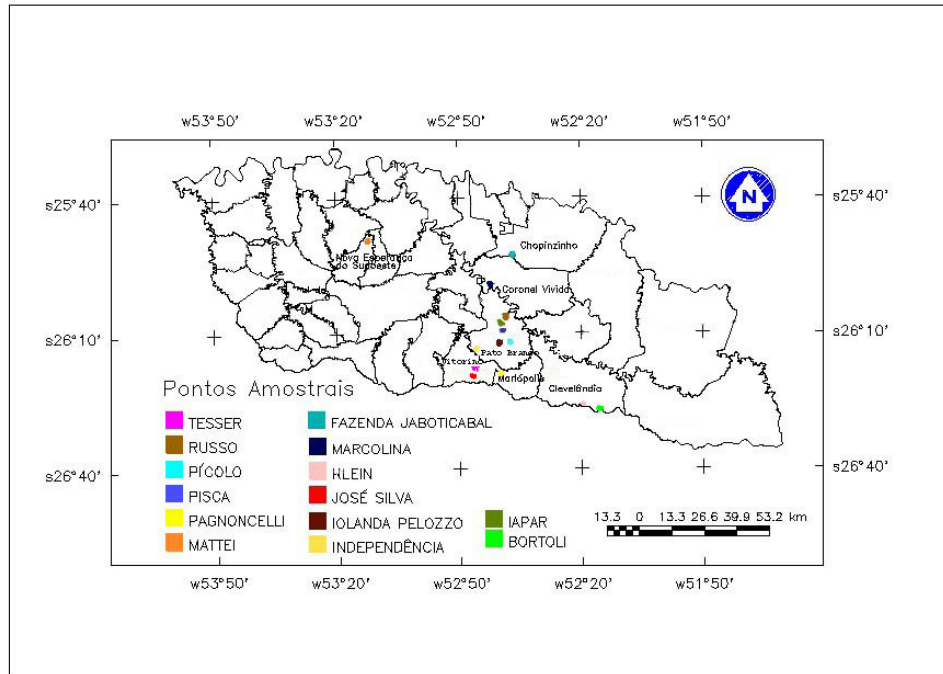 w53°50' w53°20' w52°50' w52°20' w51°50'
s25°40' s25°40'
N
Chopinzinho
Nova Esperança
do Sudoeste
Coronel Vivida
s26°10' s26°10'
Pato Branco
Vitorino
Mariópolis
Clevelândia
Pontos Amostrais
TESSER
RUSSO
PÍCOLO
PISCA
PAGNONCELLI
MATTEI
FAZENDA JABOTICABAL
MARCOLINA
KLEIN
JOSÉ SILVA
IOLANDA PELOZZO
INDEPENDÊNCIA
IAPAR
BORTOLI
s26°40' s26°40'
13.3 0 13.3 26.6 39.9 53.2 km
w53°50' w53°20' w52°50' w52°20' w51°50'